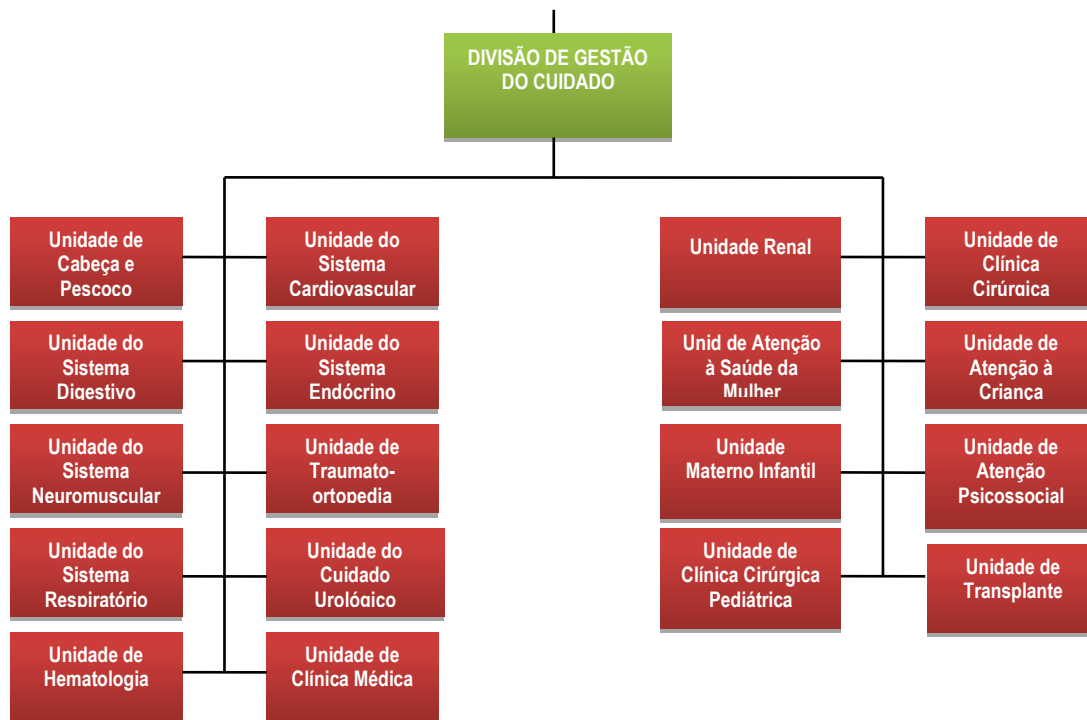 DIVISÃO DE GESTÃO
DO CUIDADO
Unidade de
Cabeça e
Pescoço
Unidade do
Sistema
Cardiovascular
Unidade Renal
Unidade de
Clínica
Cirúrgica
Unidade do
Sistema
Digestivo
Unidade do
Sistema
Endócrino
Unid de Atenção
à Saúde da
Mulher
Unidade de
Atenção à
Criança
Unidade do
Sistema
Neuromuscular
Unidade de
Traumato-
ortopedia
Unidade
Materno Infantil
Unidade de
Atenção
Psicossocial
Unidade do
Sistema
Respiratório
Unidade do
Cuidado
Urológico
Unidade de
Clínica Cirúrgica
Pediátrica
Unidade de
Transplante
Unidade de
Hematologia
Unidade de
Clínica Médica